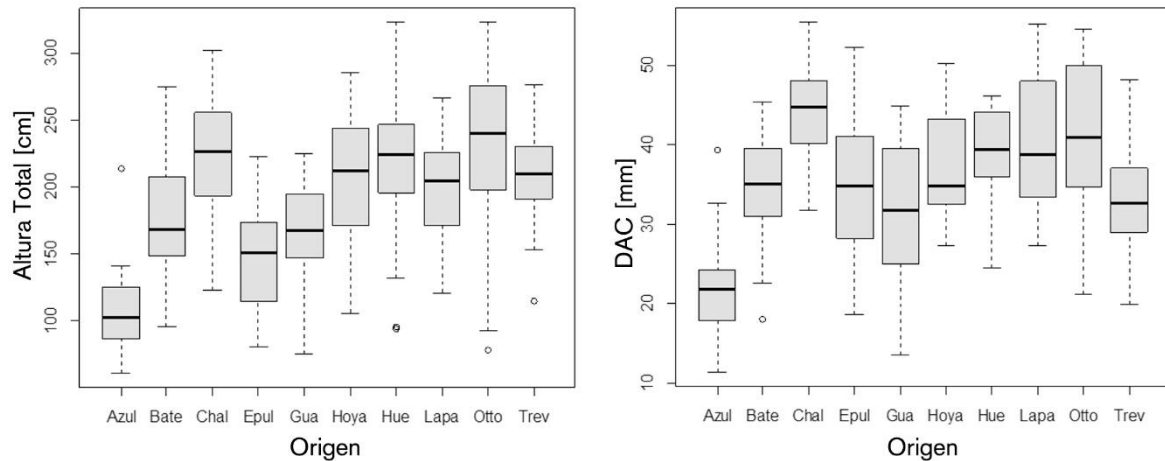 Altura Total [cm]
300
250
200
150
100
Azul Bate Chal Epul Gua Hoya Hue Lapa Otto Trev
Origen
DAC [mm]
50
40
30
20
10
Azul Bate Chal Epul Gua Hoya Hue Lapa Otto Trev
Origen